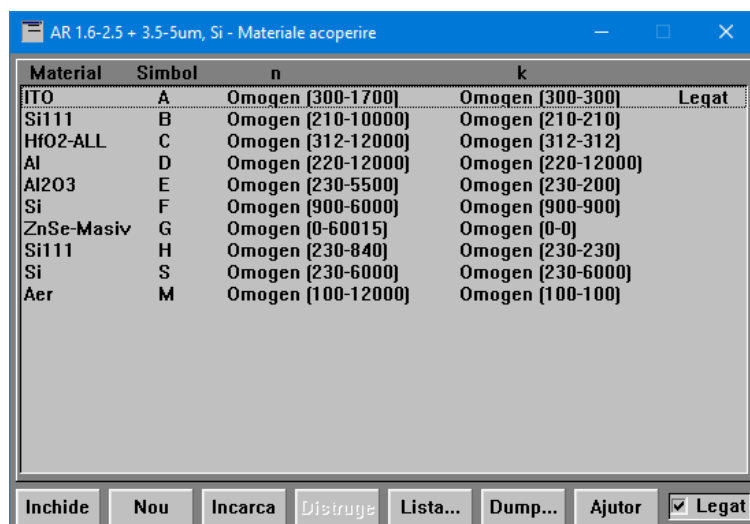 AR 1.6-2.5 + 3.5-5um, Si - Materiale acoperire
Material Simbol n k
ITO A Omogen (300-1700) Omogen (300-300) Legat
Si111 B Omogen (210-10000) Omogen (210-210)
HfO2-ALL C Omogen (312-12000) Omogen (312-312)
Al D Omogen (220-12000) Omogen (220-12000)
Al2O3 E Omogen (230-5500) Omogen (230-200)
Si F Omogen (900-6000) Omogen (900-900)
ZnSe-Masiv G Omogen (0-60015) Omogen (0-0)
Si111 H Omogen (230-840) Omogen (230-230)
Si S Omogen (230-6000) Omogen (230-6000)
Aer M Omogen (100-12000) Omogen (100-100)
Inchide Nou Incarca Distruge Lista... Dump... Ajutor Legat